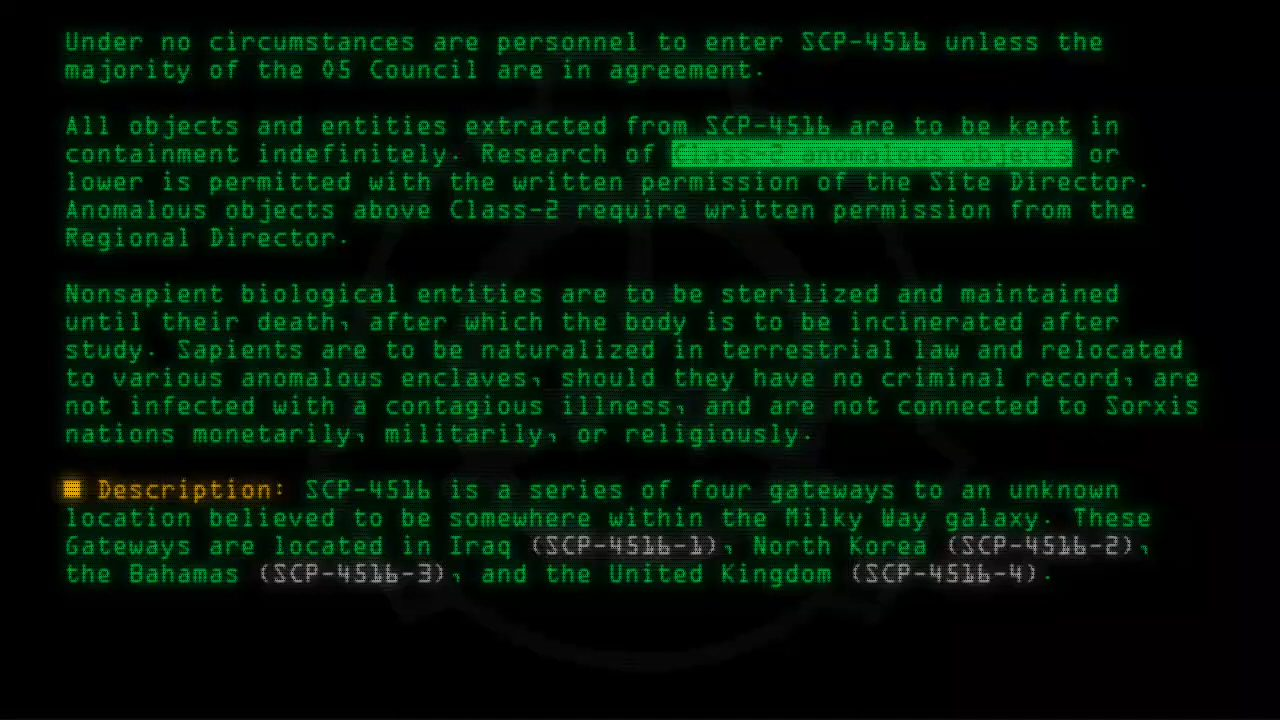 Under no circumstances are personnel to enter SCP-4516 unless the
majority of the O5 Council are in agreement.
All objects and entities extracted from SCP-4516 are to be kept in
containment indefinitely. Research of Class-2 anomalous objects or
lower is permitted with the written permission of the Site Director.
Anomalous objects above Class-2 require written permission from the
Regional Director.
Nonsapient biological entities are to be sterilized and maintained
until their death, after which the body is to be incinerated after
study. Sapients are to be naturalized in terrestrial law and relocated
to various anomalous enclaves, should they have no criminal record, are
not infected with a contagious illness, and are not connected to Sorxis
nations monetarily, militarily, or religiously.
Description: SCP-4516 is a series of four gateways to an unknown
location believed to be somewhere within the Milky Way galaxy. These
Gateways are located in Iraq (SCP-4516-1), North Korea (SCP-4516-2),
the Bahamas (SCP-4516-3), and the United Kingdom (SCP-4516-4).